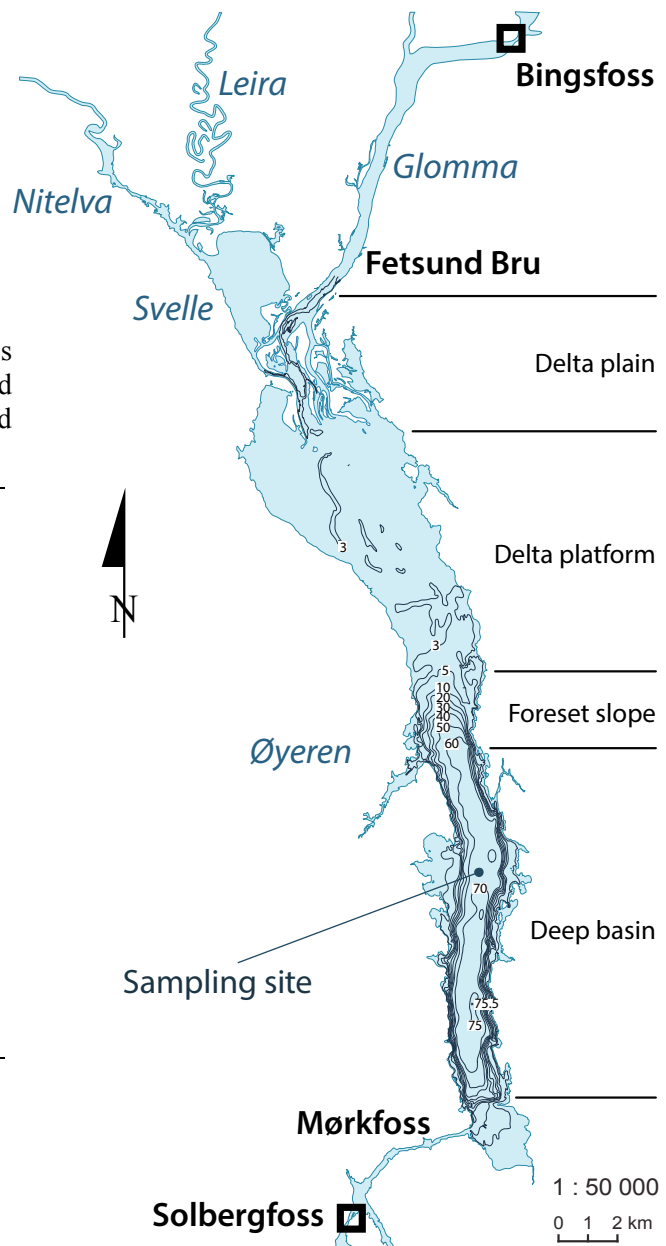 Bingsfoss
Leira
Glomma
Nitelva
Fetsund Bru
Svelle
s
d
d
Delta plain
3
Delta platform
N
3
5
10
20
30
40
50
60
Foreset slope
Øyeren
70
Deep basin
Sampling site
75.5
75
Mørkfoss
1 : 50 000
Solbergfoss
0 1 2 km